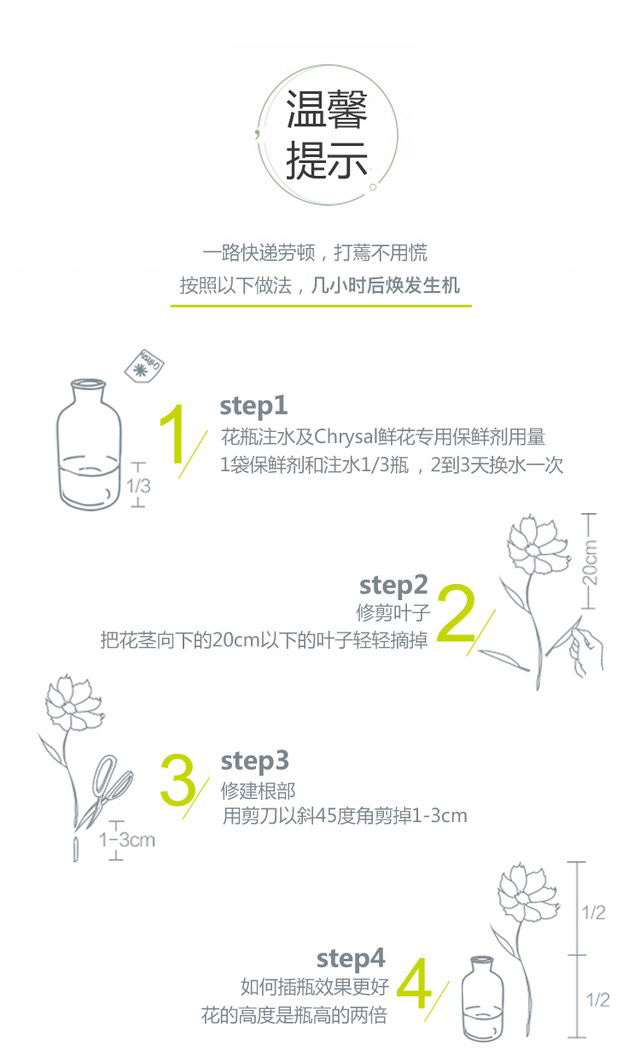 温馨
提示
一路快递劳顿，打蔫不用慌
按照以下做法，几小时后焕发生机
1
step1
花瓶注水及Chrysal鲜花专用保鲜剂用量
1袋保鲜剂和注水1/3瓶，2到3天换水一次
1/3
step2
修剪叶子
把花茎向下的20cm以下的叶子轻轻摘掉
2
20cm
3
step3
修建根部
用剪刀以斜45度角剪掉1-3cm
1-3cm
step4
如何插瓶效果更好
花的高度是瓶高的两倍
4
1/2
1/2